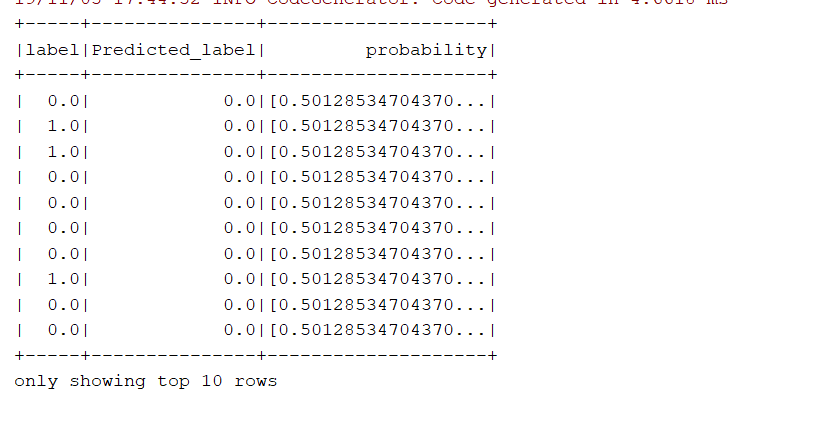 19/11/05 17:44:52 INFO CodeGenerator: Code generated in 4.6616 ms
+-----+---------------+--------------------+
|label|Predicted_label|         probability|
+-----+---------------+--------------------+
|  0.0|            0.0|[0.50128534704370...|
|  1.0|            0.0|[0.50128534704370...|
|  1.0|            0.0|[0.50128534704370...|
|  0.0|            0.0|[0.50128534704370...|
|  0.0|            0.0|[0.50128534704370...|
|  0.0|            0.0|[0.50128534704370...|
|  0.0|            0.0|[0.50128534704370...|
|  1.0|            0.0|[0.50128534704370...|
|  0.0|            0.0|[0.50128534704370...|
|  0.0|            0.0|[0.50128534704370...|
+-----+---------------+--------------------+
only showing top 10 rows